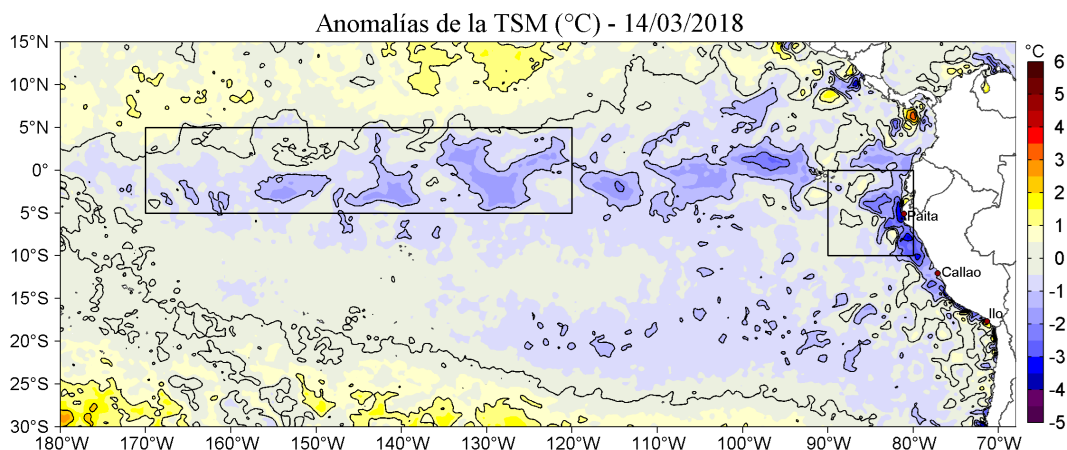 Anomalías de la TSM (°C) - 14/03/2018
15°N
10°N
5°N
0°
5°S
10°S
15°S
20°S
25°S
30°S
180°W
170°W
160°W
150°W
140°W
130°W
120°W
110°W
100°W
90°W
80°W
70°W
Paita
Callao
Ilo
°C
6
5
4
3
2
1
0
-1
-2
-3
-4
-5